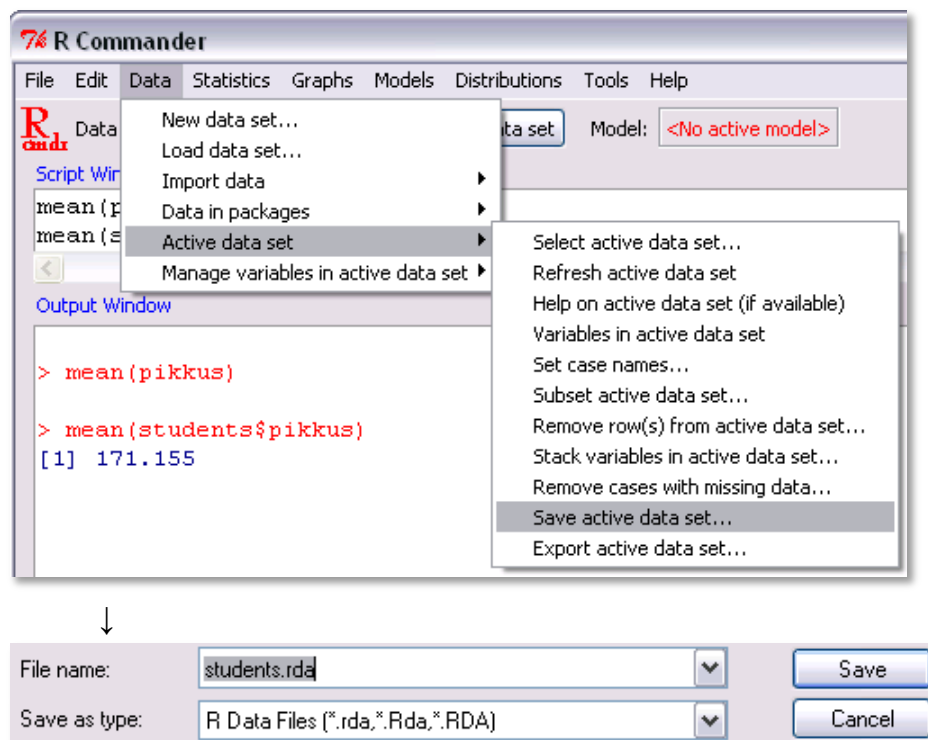 R Commander
File Edit Data Statistics Graphs Models Distributions Tools Help
R cmdr Data ta set Model: <No active model>
New data set...
Load data set...
Import data
Data in packages
Active data set
Manage variables in active data set
Script Wir
mean(p
mean(s
Select active data set...
Refresh active data set
Help on active data set (if available)
Variables in active data set
Set case names...
Subset active data set...
Remove row(s) from active data set...
Stack variables in active data set...
Remove cases with missing data...
Save active data set...
Export active data set...
Output Window
> mean(pikkus)
> mean(students$pikkus)
[1] 171.155
↓
File name: students.rda Save
Save as type: R Data Files (*.rda,*.Rda,*.RDA) Cancel